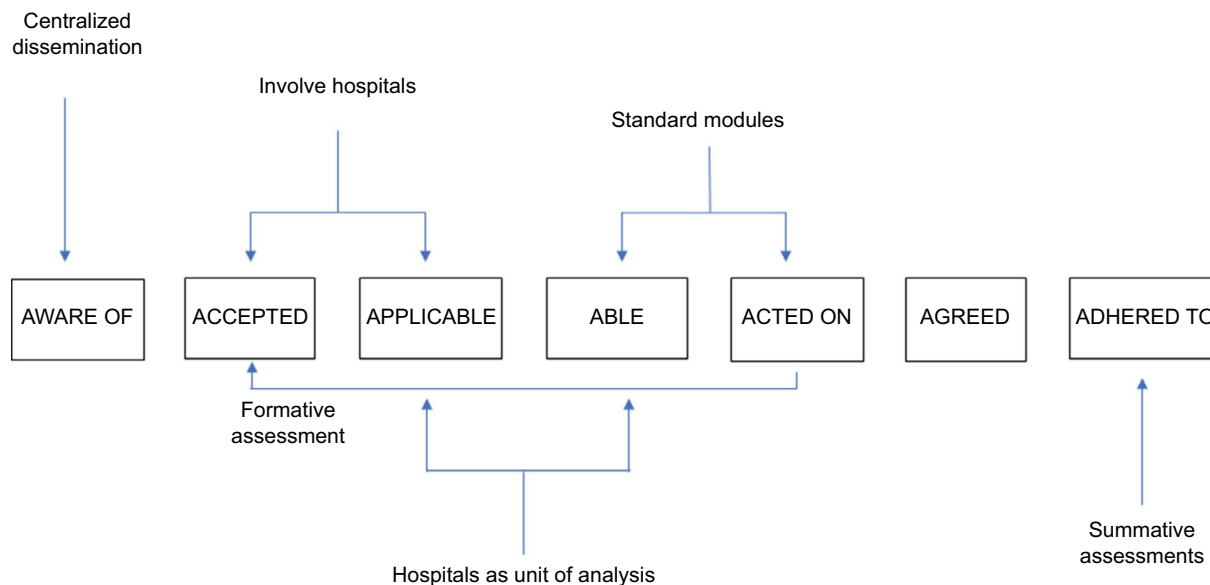 Centralized
dissemination
Involve hospitals
Standard modules
AWARE OF
ACCEPTED
APPLICABLE
ABLE
ACTED ON
AGREED
ADHERED TO
Formative
assessment
Hospitals as unit of analysis
Summative
assessments